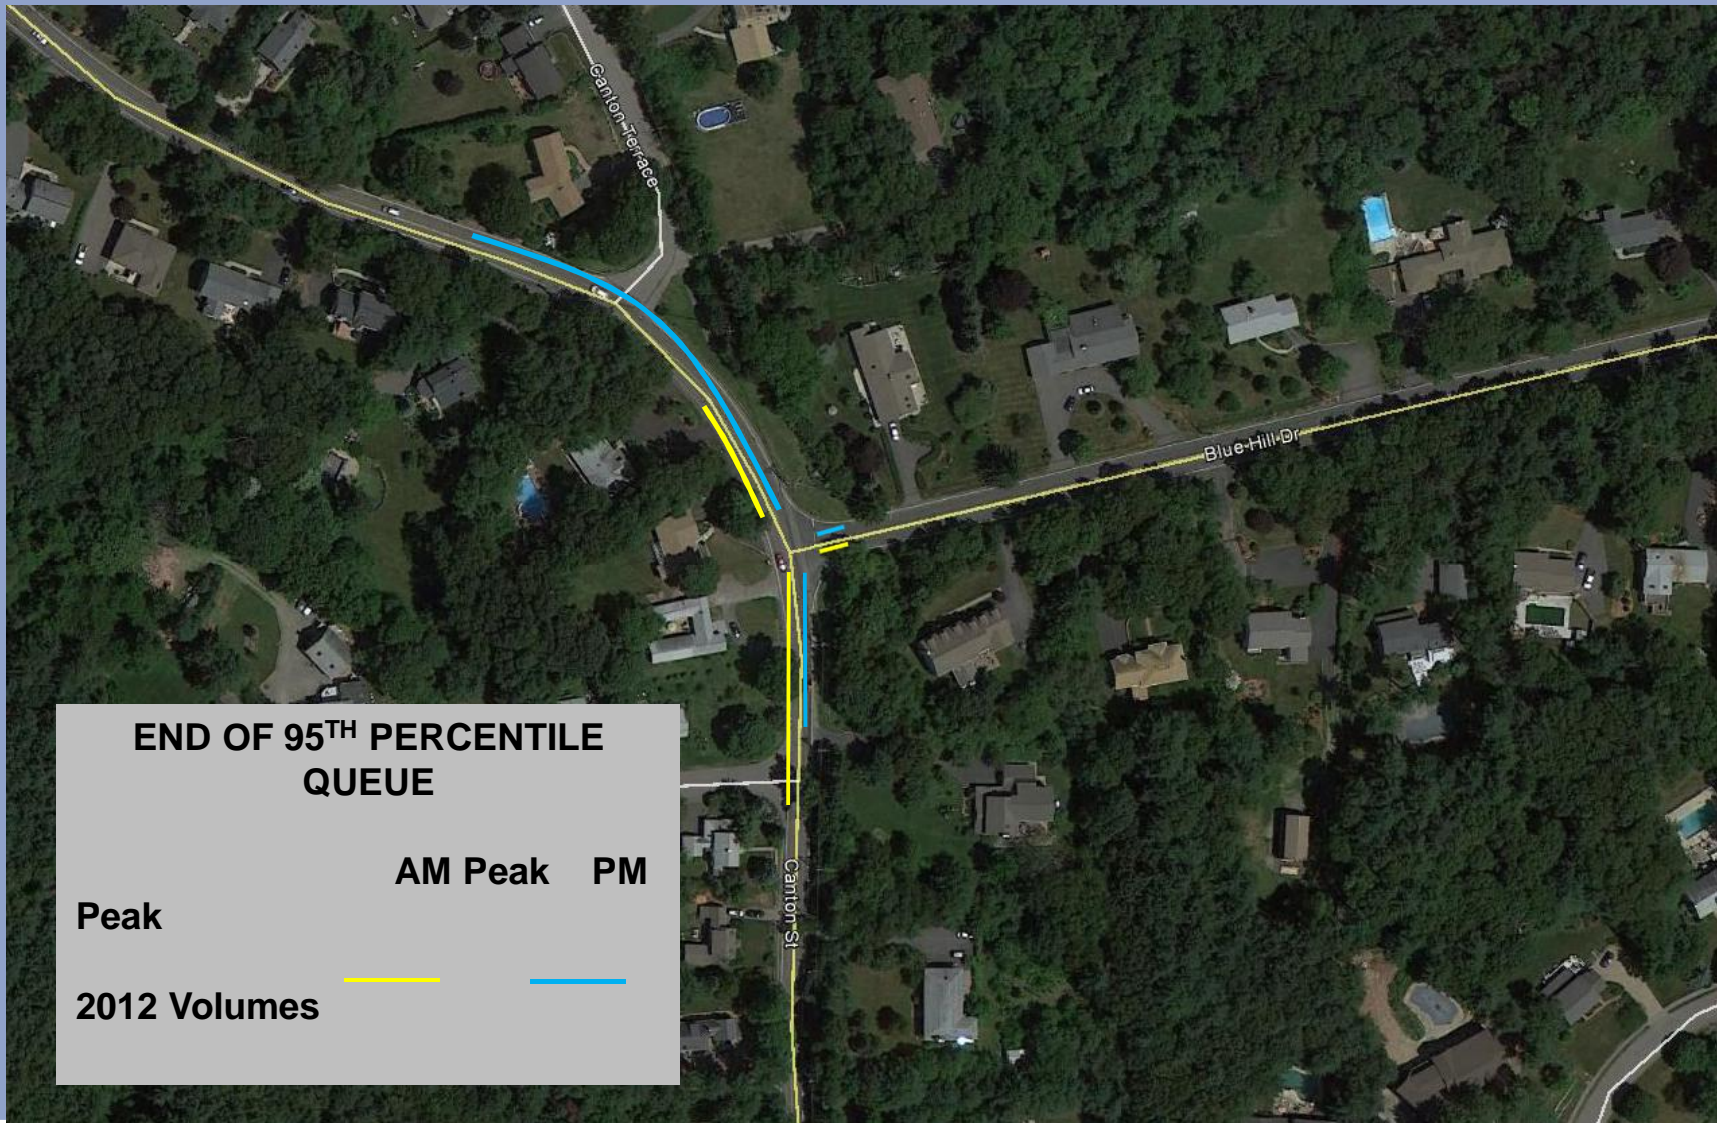 Canton Terrace
Blue Hill Dr
END OF 95TH PERCENTILE
QUEUE
AM Peak PM
Peak
2012 Volumes
Canton St